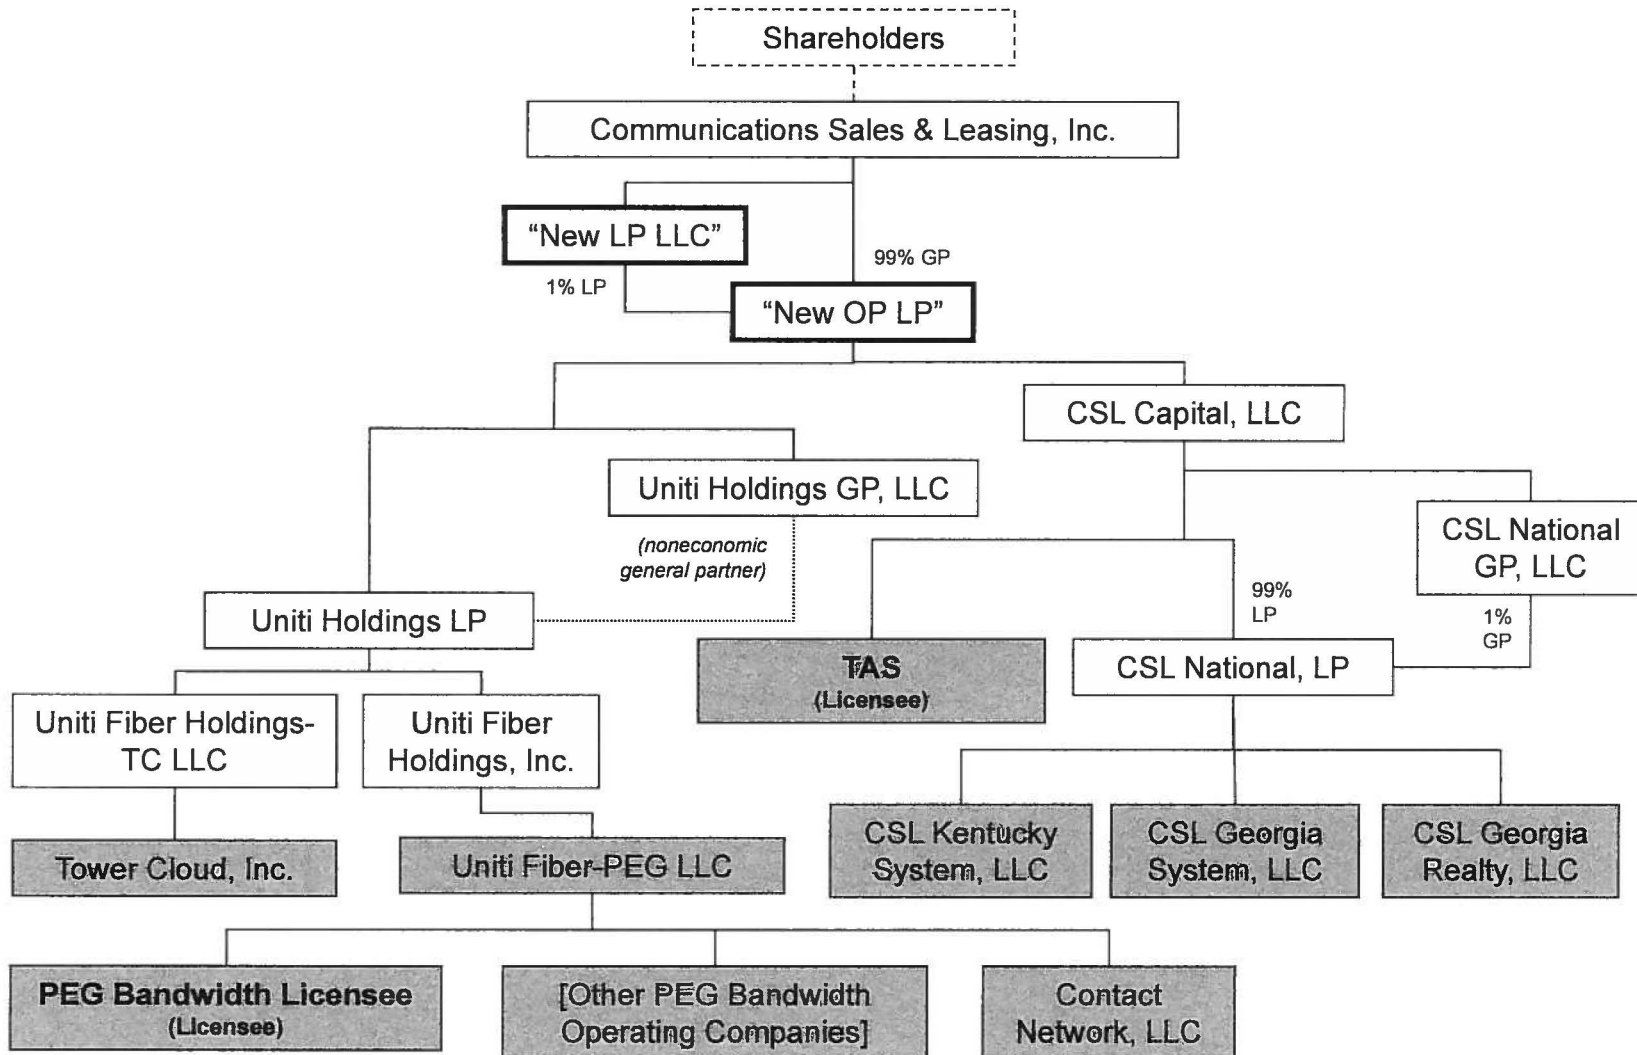 Shareholders
Communications Sales & Leasing, Inc.
“New LP LLC”
99% GP
1% LP
“New OP LP”
CSL Capital, LLC
Uniti Holdings GP, LLC
CSL National
GP, LLC
(noneconomic
general partner)
99%
LP
1%
GP
Uniti Holdings LP
TAS
(Licensee)
CSL National, LP
Uniti Fiber Holdings-
TC LLC
Uniti Fiber
Holdings, Inc.
CSL Kentucky
System, LLC
CSL Georgia
System, LLC
CSL Georgia
Realty, LLC
Tower Cloud, Inc.
Uniti Fiber-PEG LLC
PEG Bandwidth Licensee
(Licensee)
[Other PEG Bandwidth
Operating Companies]
Contact
Network, LLC